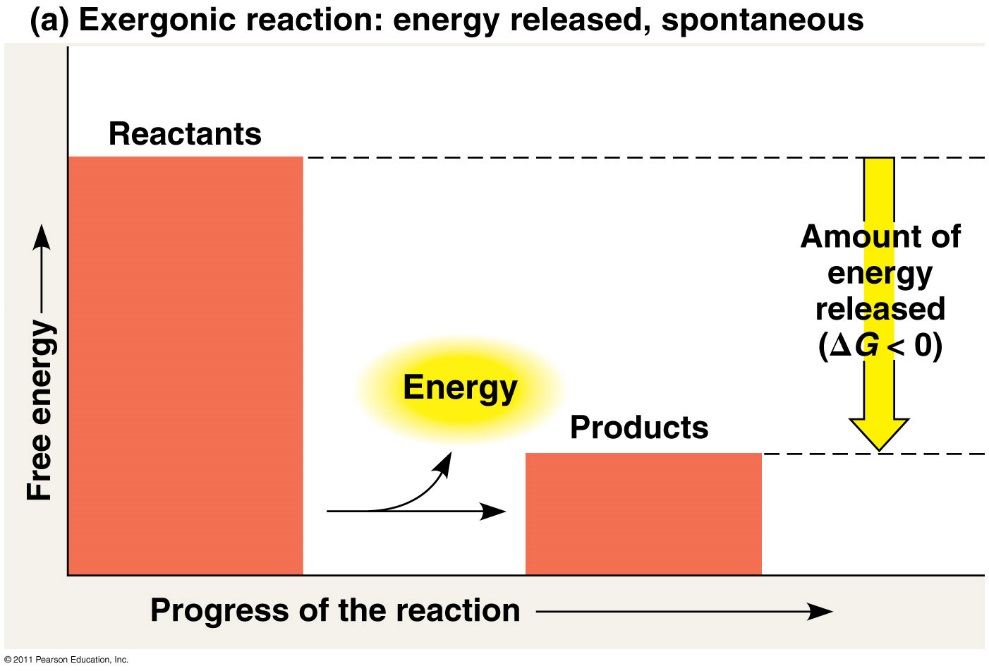 (a) Exergonic reaction: energy released, spontaneous
Reactants
Amount of
energy
released
(ΔG < 0)
Energy
Products
Free energy
Progress of the reaction
© 2011 Pearson Education, Inc.